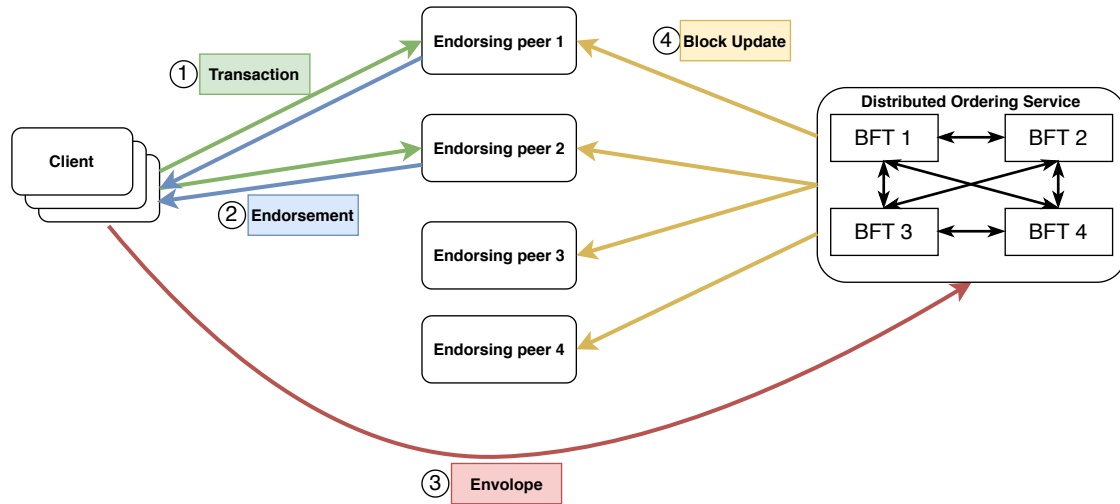 Endorsing peer 1
④ Block Update
① Transaction
Distributed Ordering Service
BFT 1
BFT 2
Client
Endorsing peer 2
② Endorsement
BFT 3
BFT 4
Endorsing peer 3
Endorsing peer 4
③ Envolope